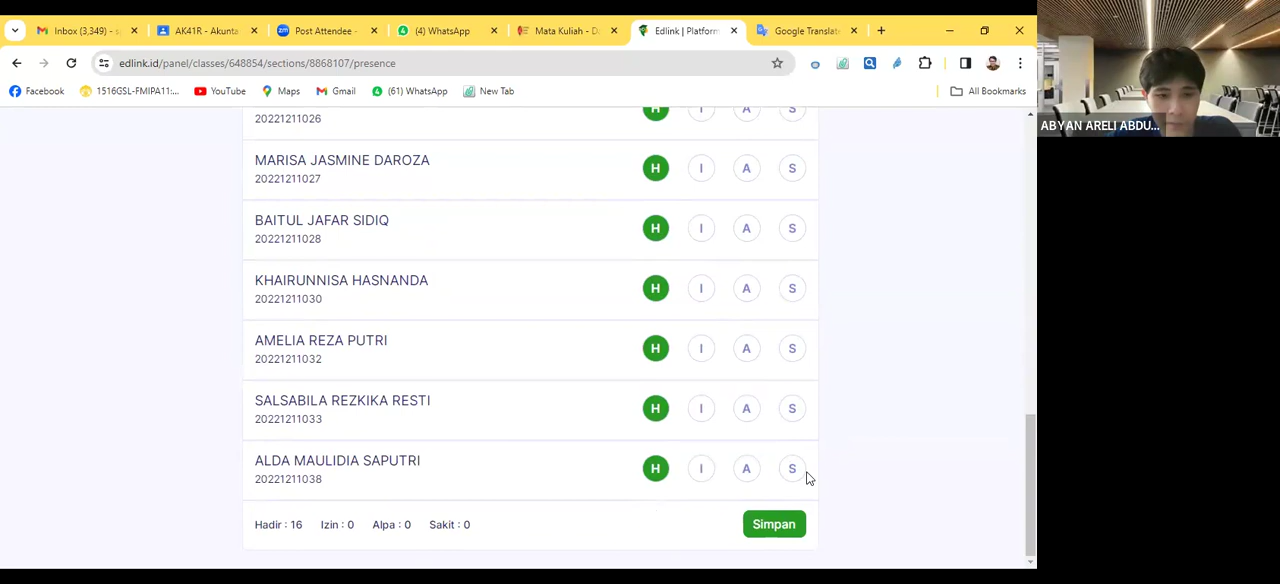 Inbox (3,349) - s
AK41R - Akunta
Post Attendee -
(4) WhatsApp
Mata Kuliah - D
Edlink | Platform
Google Translat
edlink.id/panel/classes/648854/sections/8868107/presence
Facebook
1516GSL-FMIPA11:...
YouTube
Maps
Gmail
(61) WhatsApp
New Tab
All Bookmarks
ABYAN ARELI ABDU...
H I A S
20221211026
MARISA JASMINE DAROZA
H I A S
20221211027
BAITUL JAFAR SIDIQ
H I A S
20221211028
KHAIRUNNISA HASNANDA
H I A S
20221211030
AMELIA REZA PUTRI
H I A S
20221211032
SALSABILA REZKIKA RESTI
H I A S
20221211033
ALDA MAULIDIA SAPUTRI
H I A S
20221211038
Hadir : 16 Izin : 0 Alpa : 0 Sakit : 0
Simpan